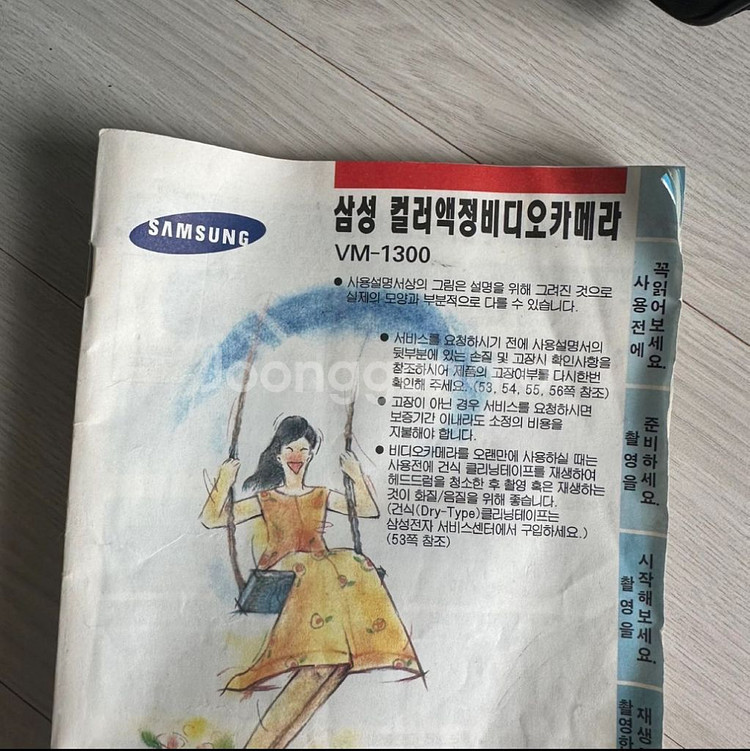 SAMSUNG
삼성 컬러액정비디오카메라
VM-1300
● 사용설명서상의 그림은 설명을 위해 그려진 것으로
실제의 모양과 부분적으로 다를 수 있습니다.
● 서비스를 요청하시기 전에 사용설명서의
뒷부분에 있는 손질 및 고장시 확인사항을
참조하시어 제품의 고장여부를 다시한번
확인해 주세요. (53, 54, 55, 56쪽 참조)
● 고장이 아닌 경우 서비스를 요청하시면
보증기간 이내라도 소정의 비용을
지불해야 합니다.
● 비디오카메라를 오랜만에 사용하실 때는
사용전에 건식 클리닝테이프를 재생하여
헤드드럼을 청소한 후 촬영 혹은 재생하는
것이 화질/음질을 위해 좋습니다.
(건식(Dry-Type)클리닝테이프는
삼성전자 서비스센터에서 구입하세요.)
(53쪽 참조)
사용전에
꼭읽어보세요.
촬영을
준비하세요.
촬영을
시작해보세요.
촬영하
재생